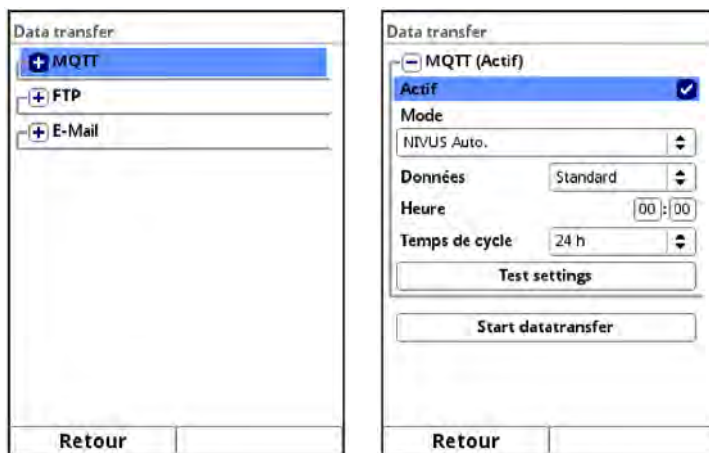 Data transfer
MQTT
FTP
E-Mail
Retour
Data transfer
MQTT (Actif)
Actif
Mode
NIVUS Auto.
Données Standard
Heure 00 : 00
Temps de cycle 24 h
Test settings
Start datatransfer
Retour